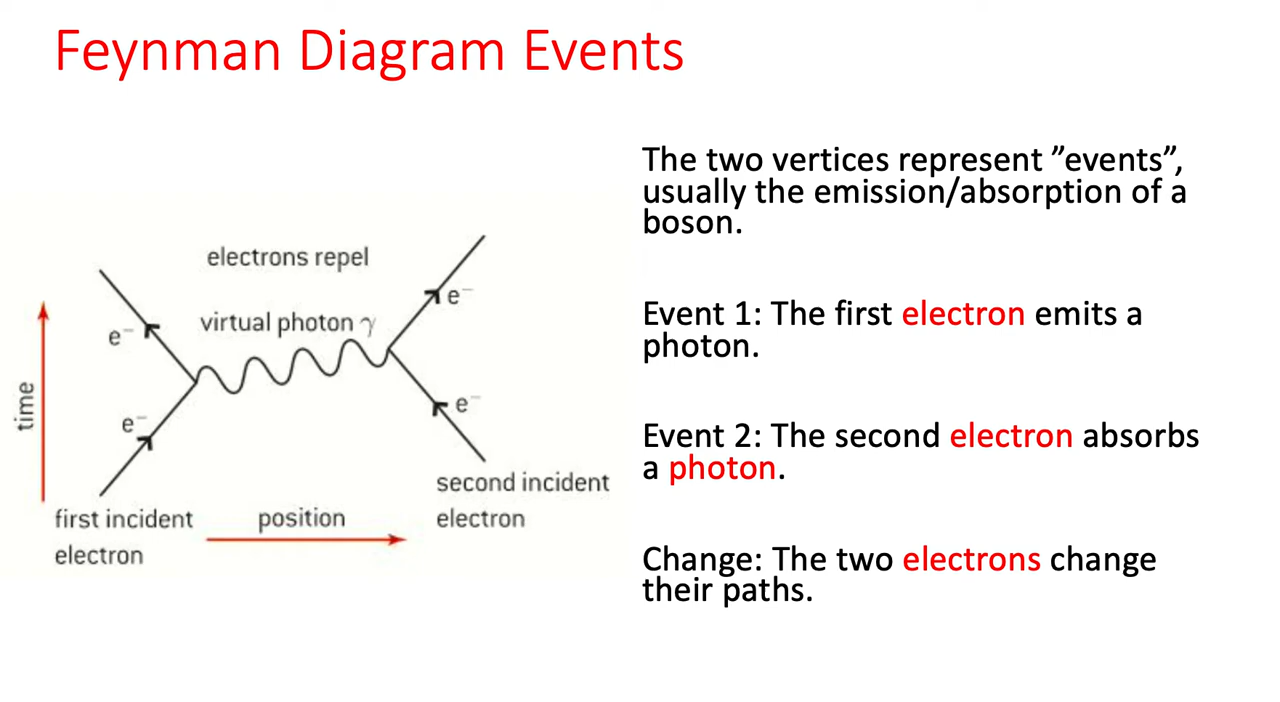 Feynman Diagram Events
The two vertices represent ”events”,
usually the emission/absorption of a
boson.
Event 1: The first electron emits a
photon.
Event 2: The second electron absorbs
a photon.
Change: The two electrons change
their paths.
electrons repel
virtual photon γ
e⁻
e⁻
e⁻
e⁻
time
first incident
electron
position
second incident
electron